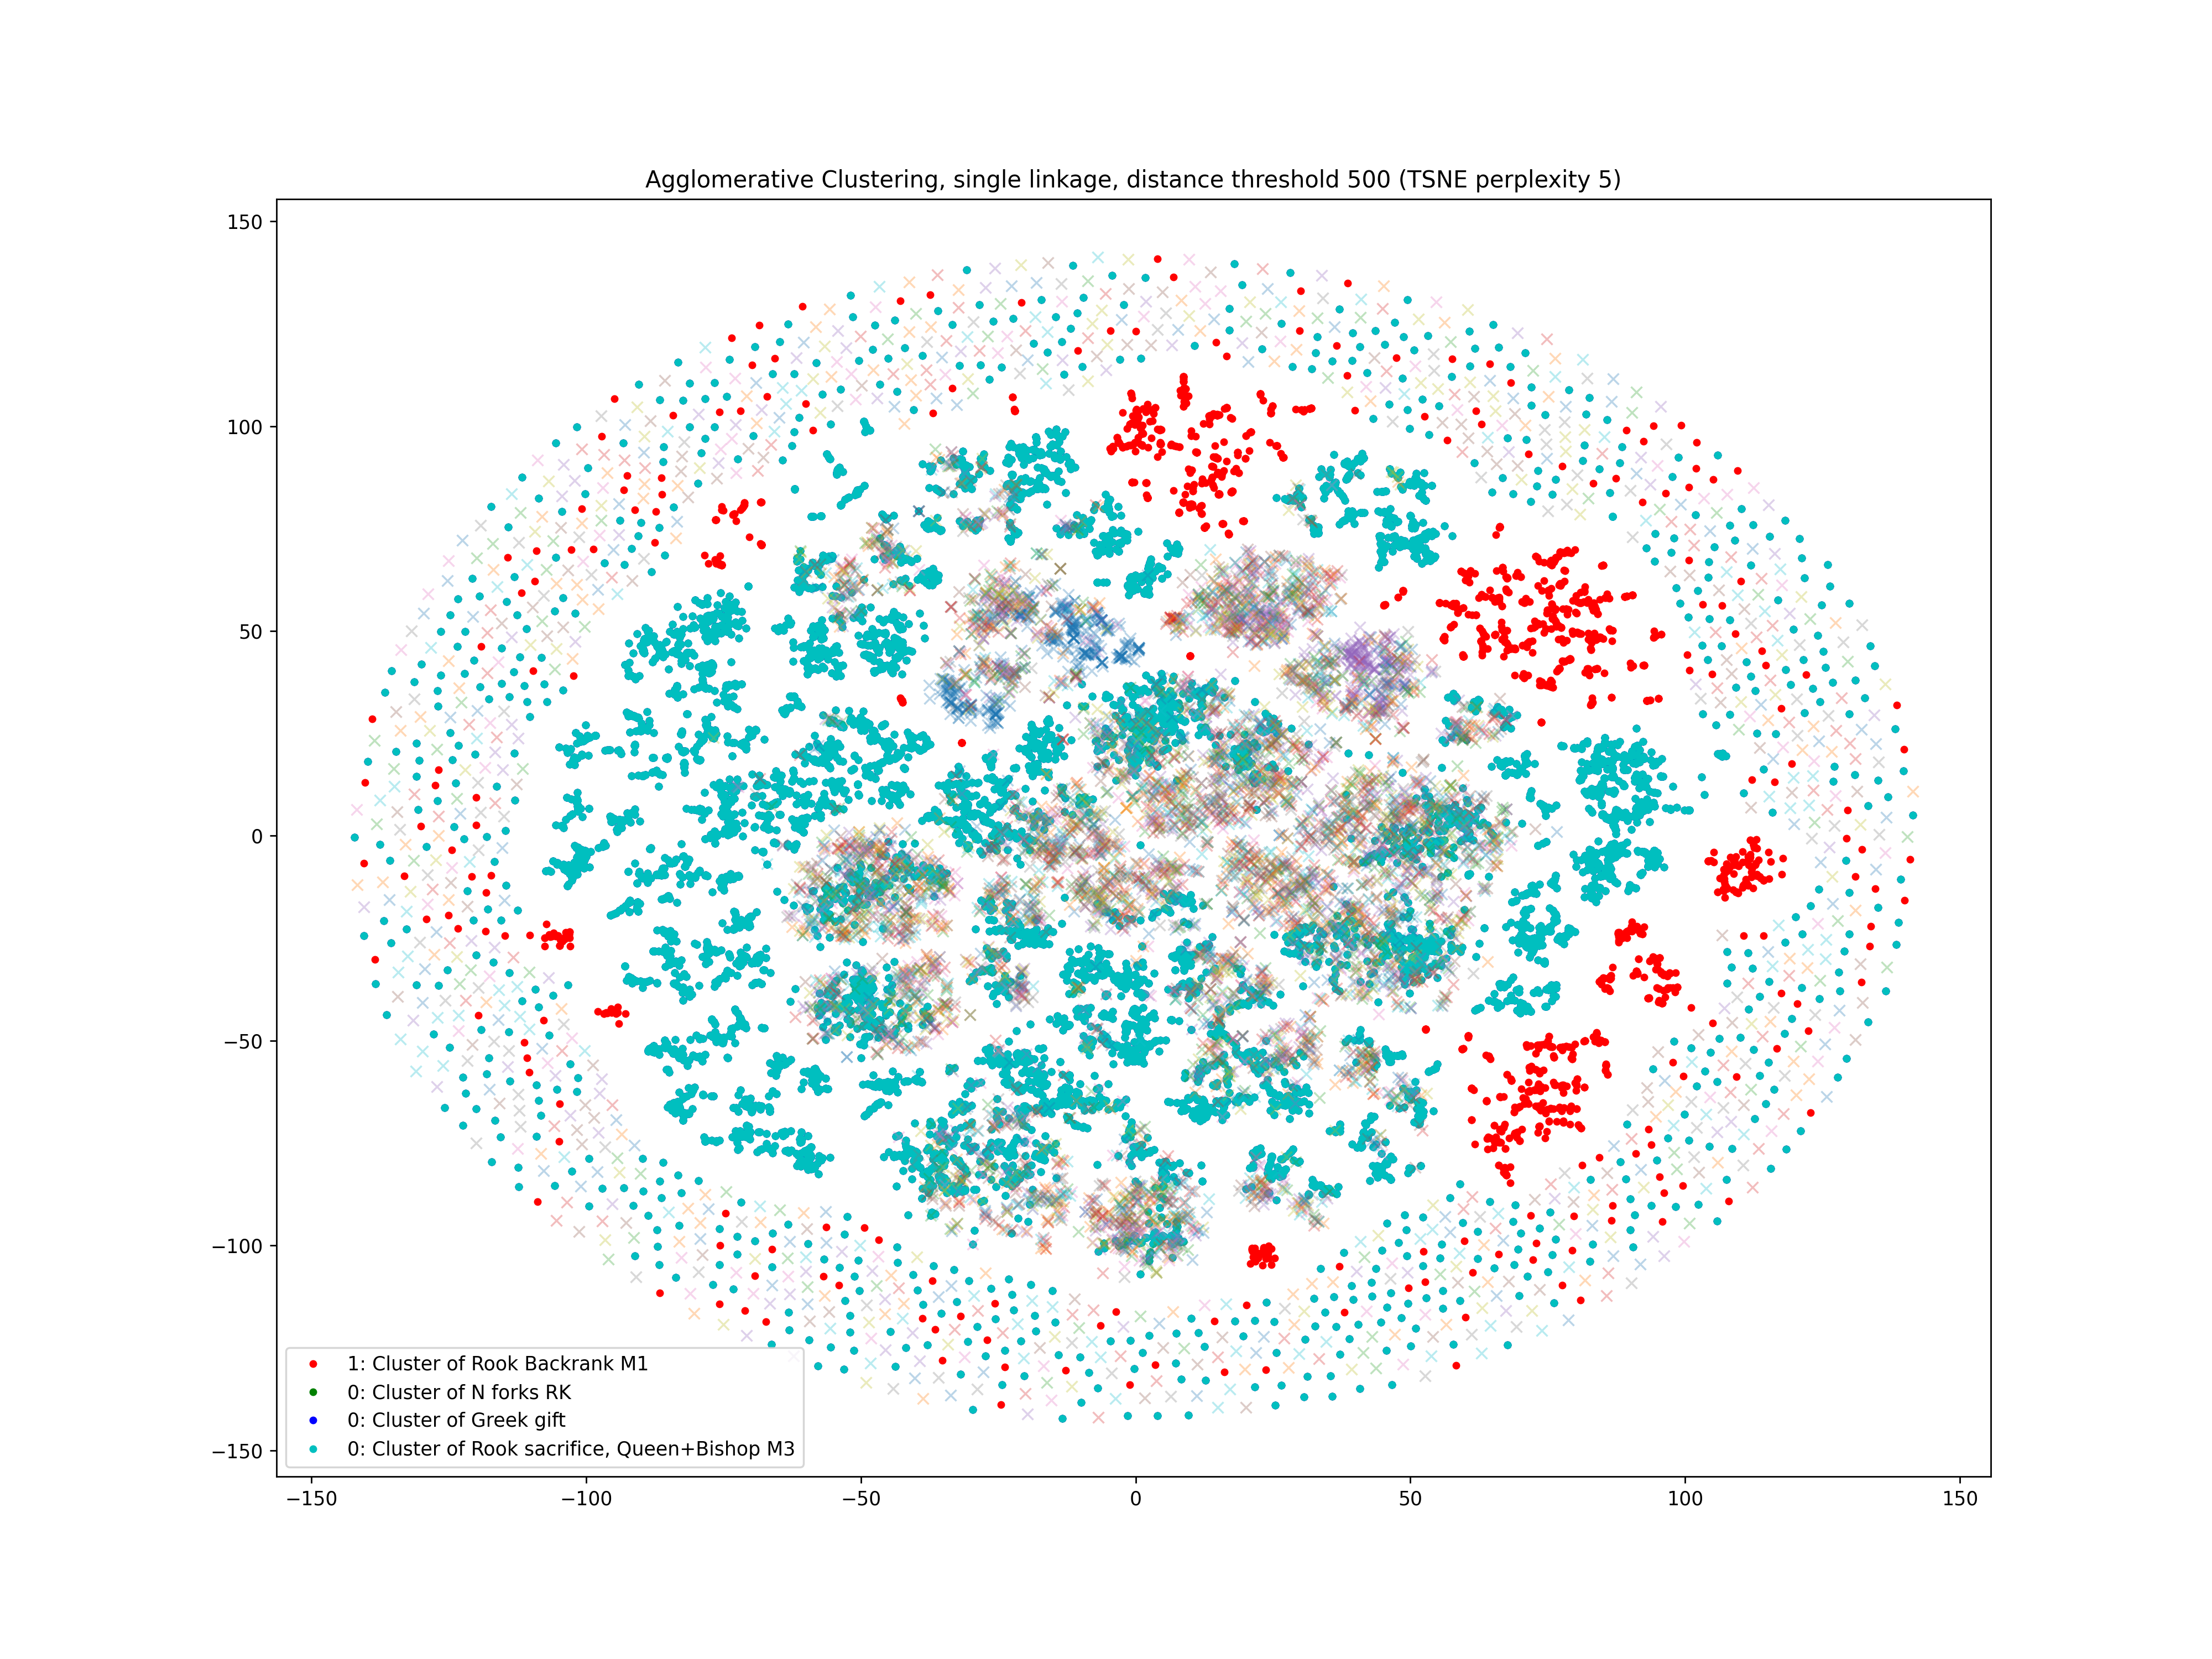 Agglomerative Clustering, single linkage, distance threshold 500 (TSNE perplexity 5)
150
100
50
0
−50
−100
−150
1: Cluster of Rook Backrank M1
0: Cluster of N forks RK
0: Cluster of Greek gift
0: Cluster of Rook sacrifice, Queen+Bishop M3
−150 −100 −50 0 50 100 150